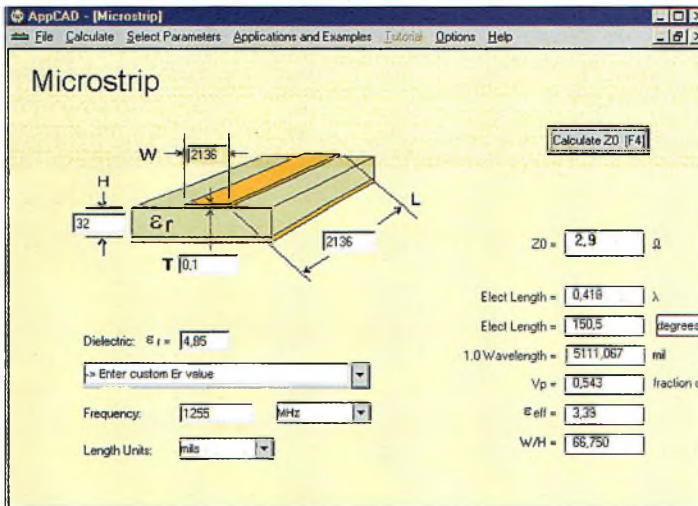 AppCAD - [Microstrip]
File Calculate Select Parameters Applications and Examples Tutorial Options Help
Microstrip
Calculate Z0 [F4]
W 2136
H
32
εr
L
2136
T 0,1
Z0 = 2,9 Ω
Elect Length = 0,418 λ
Elect Length = 150,5 degrees
1.0 Wavelength = 5111,067 mil
Vp = 0,543 fraction
εeff = 3,39
W/H = 66,750
Dielectric: εr = 4,85
-> Enter custom Er value
Frequency: 1255 MHz
Length Units: mils